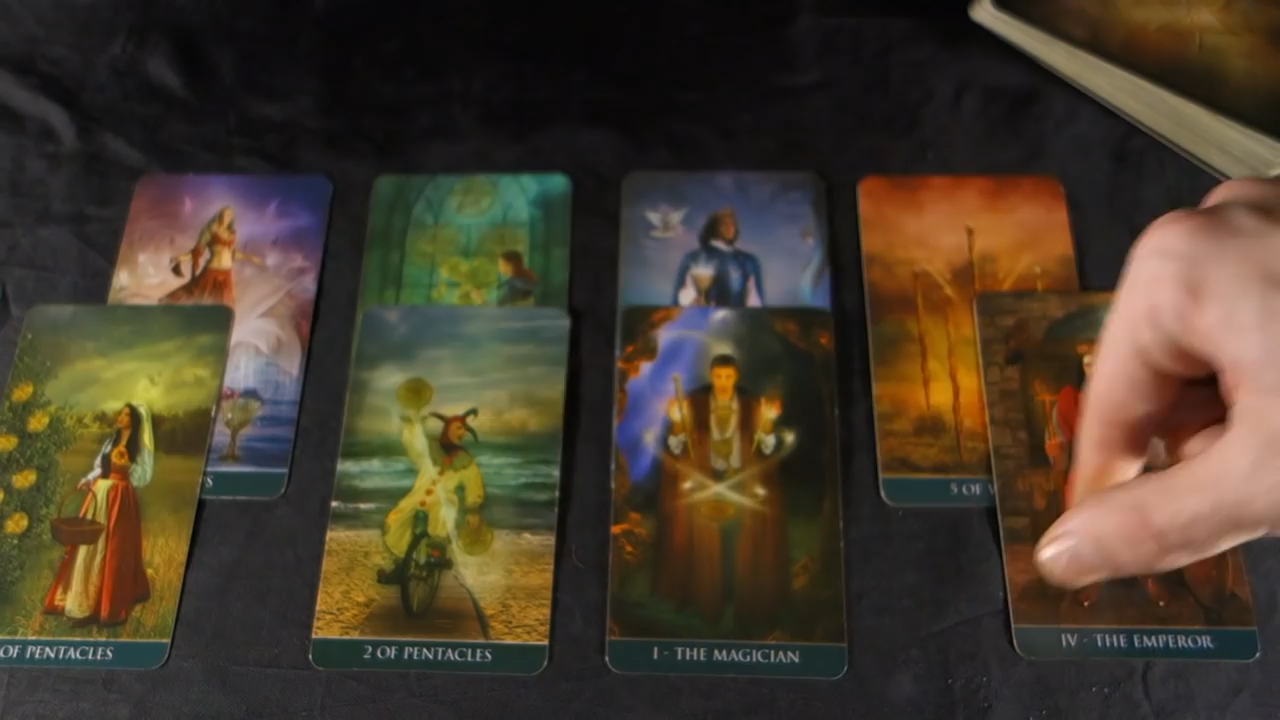 S
5 OF
OF PENTACLES
2 OF PENTACLES
I - THE MAGICIAN
IV - THE EMPEROR